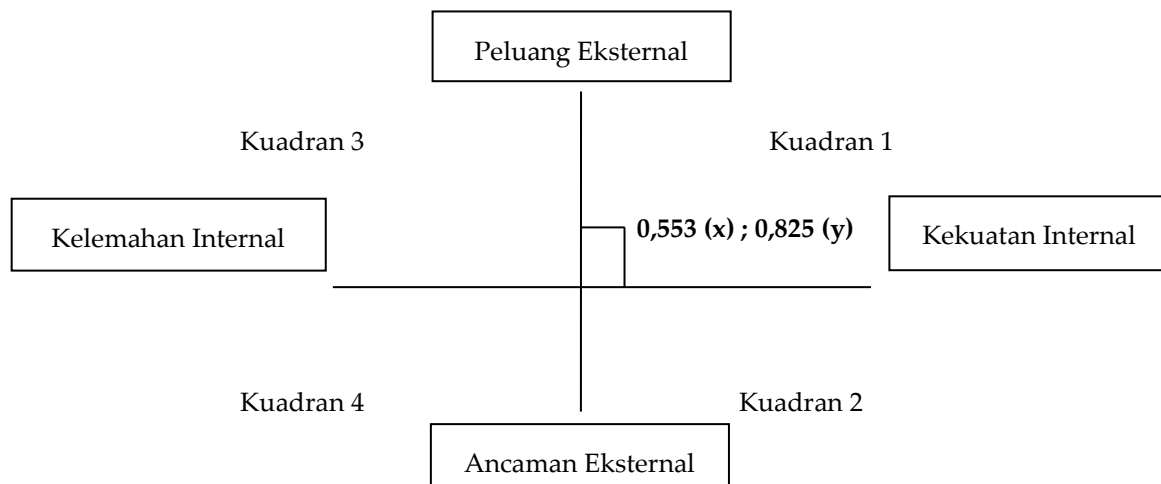 Peluang Eksternal
Kuadran 3
Kuadran 1
Kelemahan Internal
0,553 (x) ; 0,825 (y)
Kekuatan Internal
Kuadran 4
Kuadran 2
Ancaman Eksternal